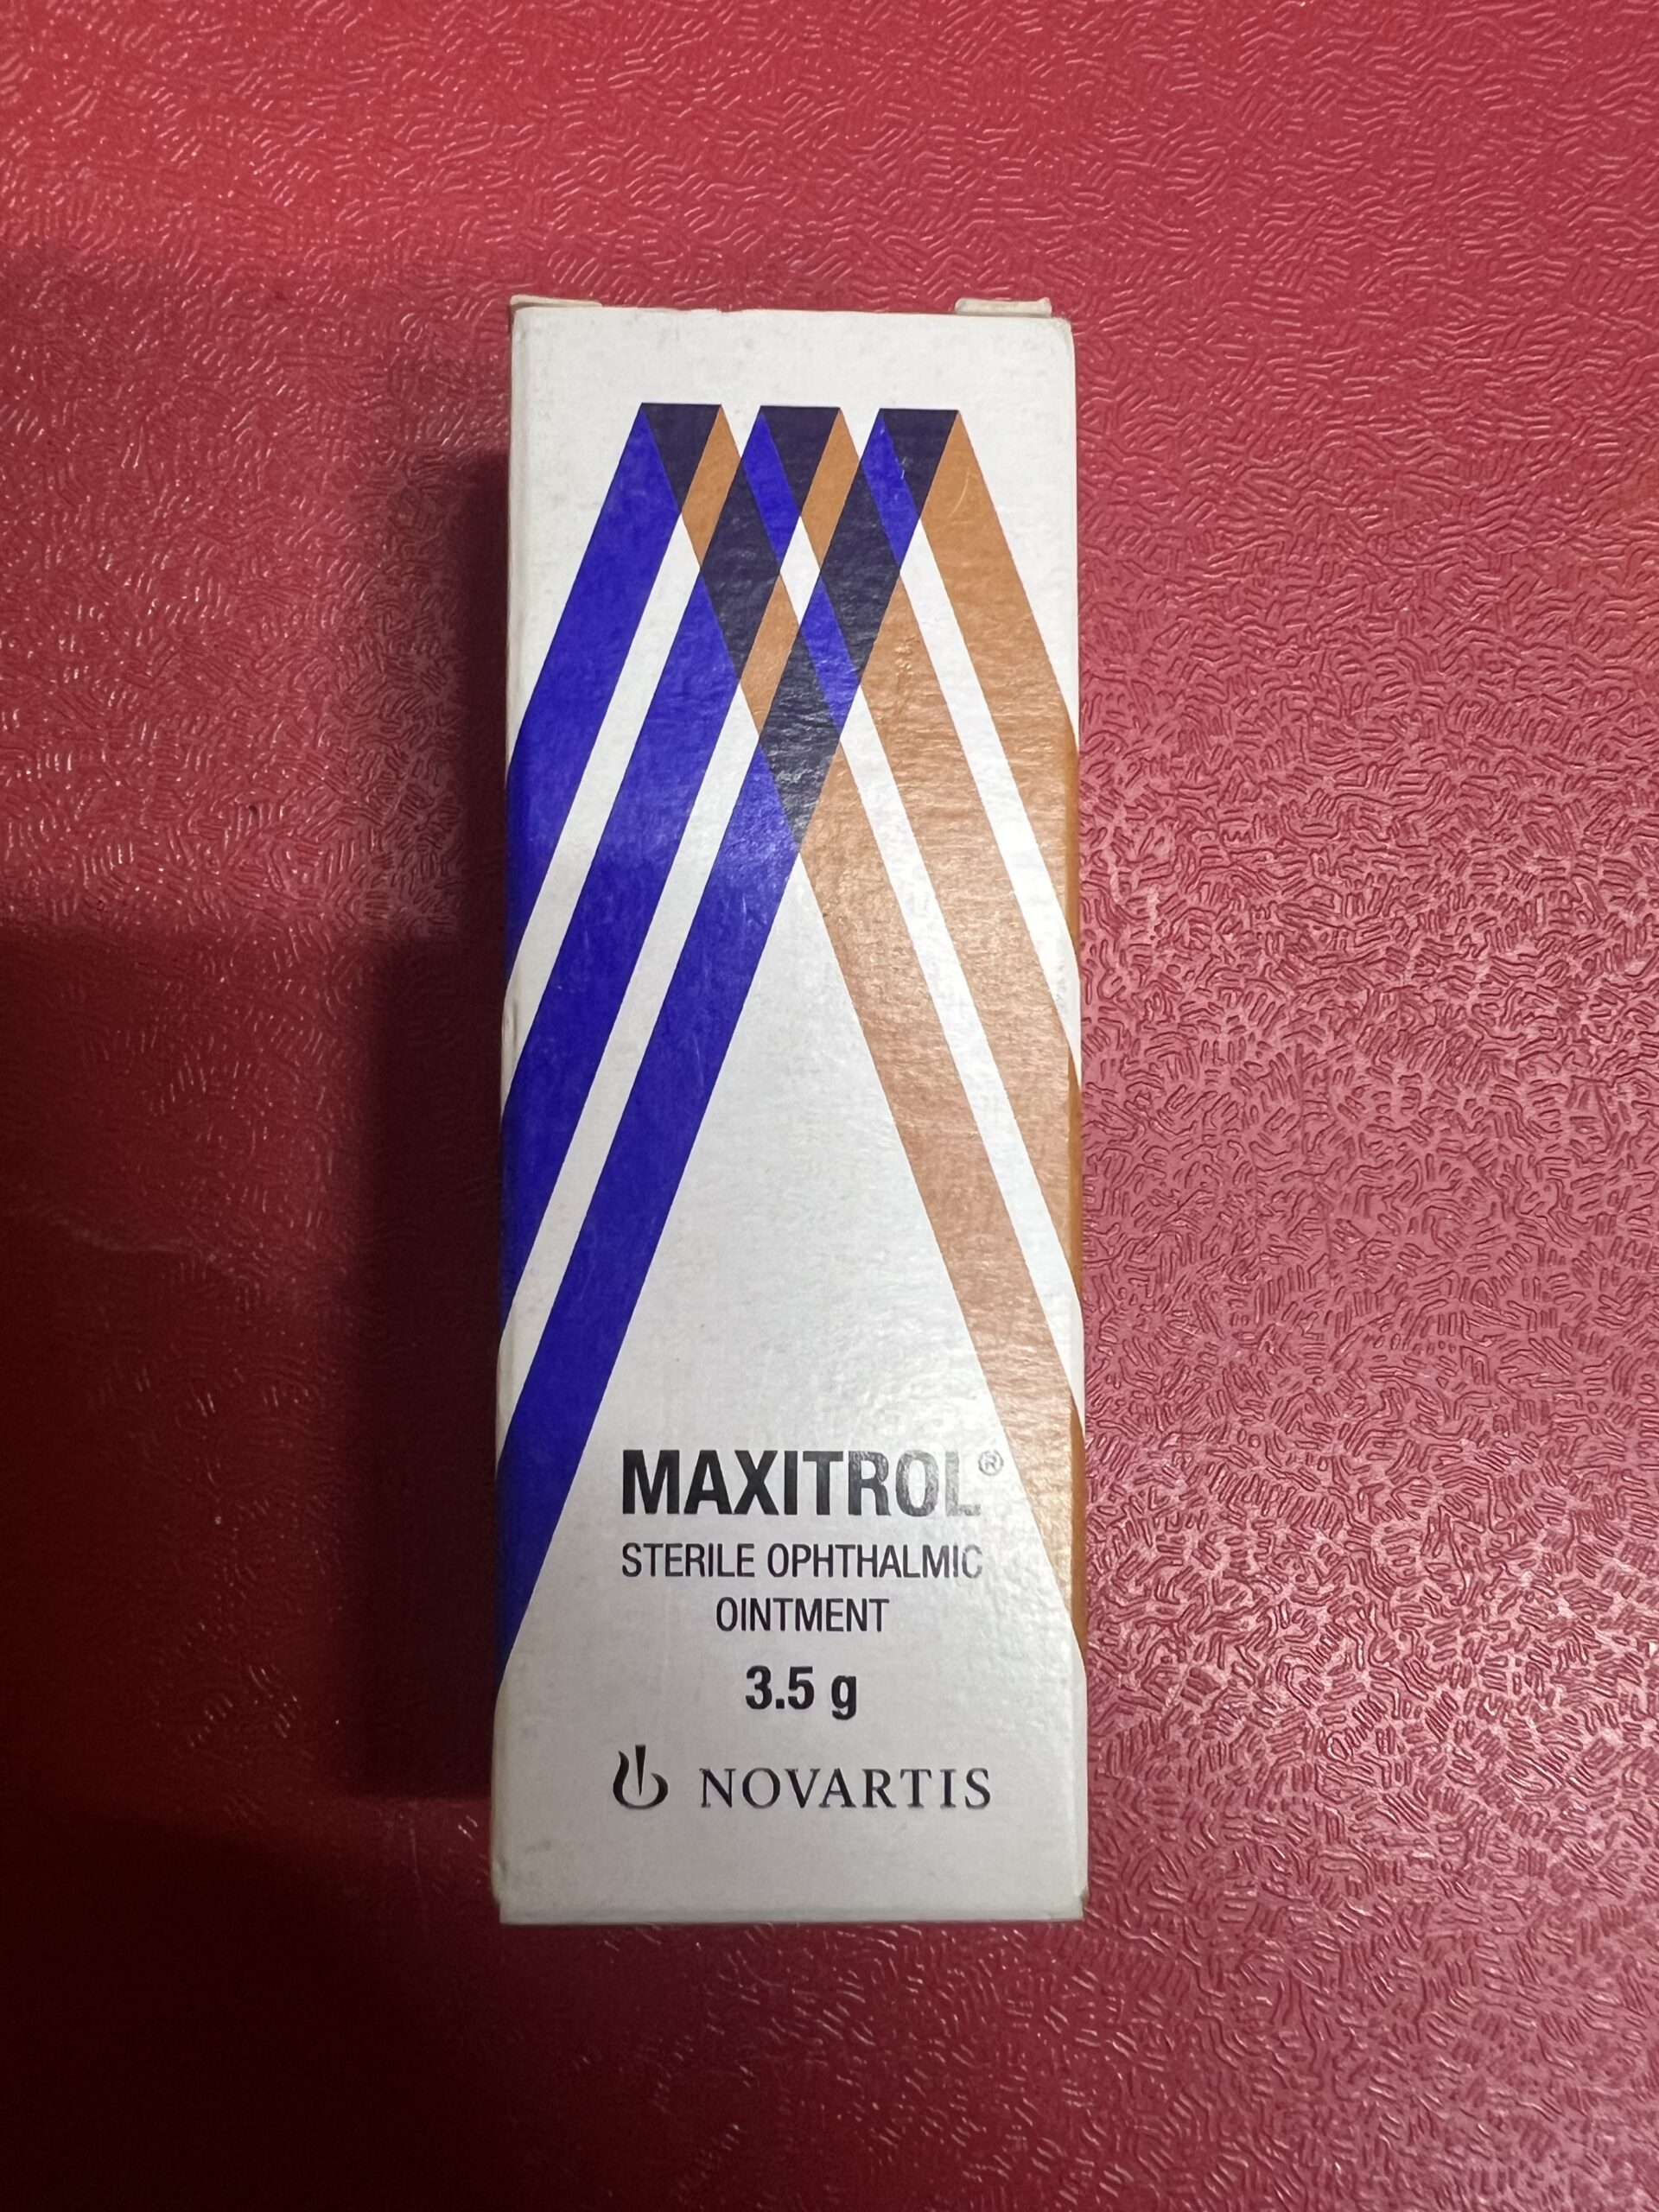 MAXITROL®
STERILE OPHTHALMIC
OINTMENT
3.5 g
NOVARTIS